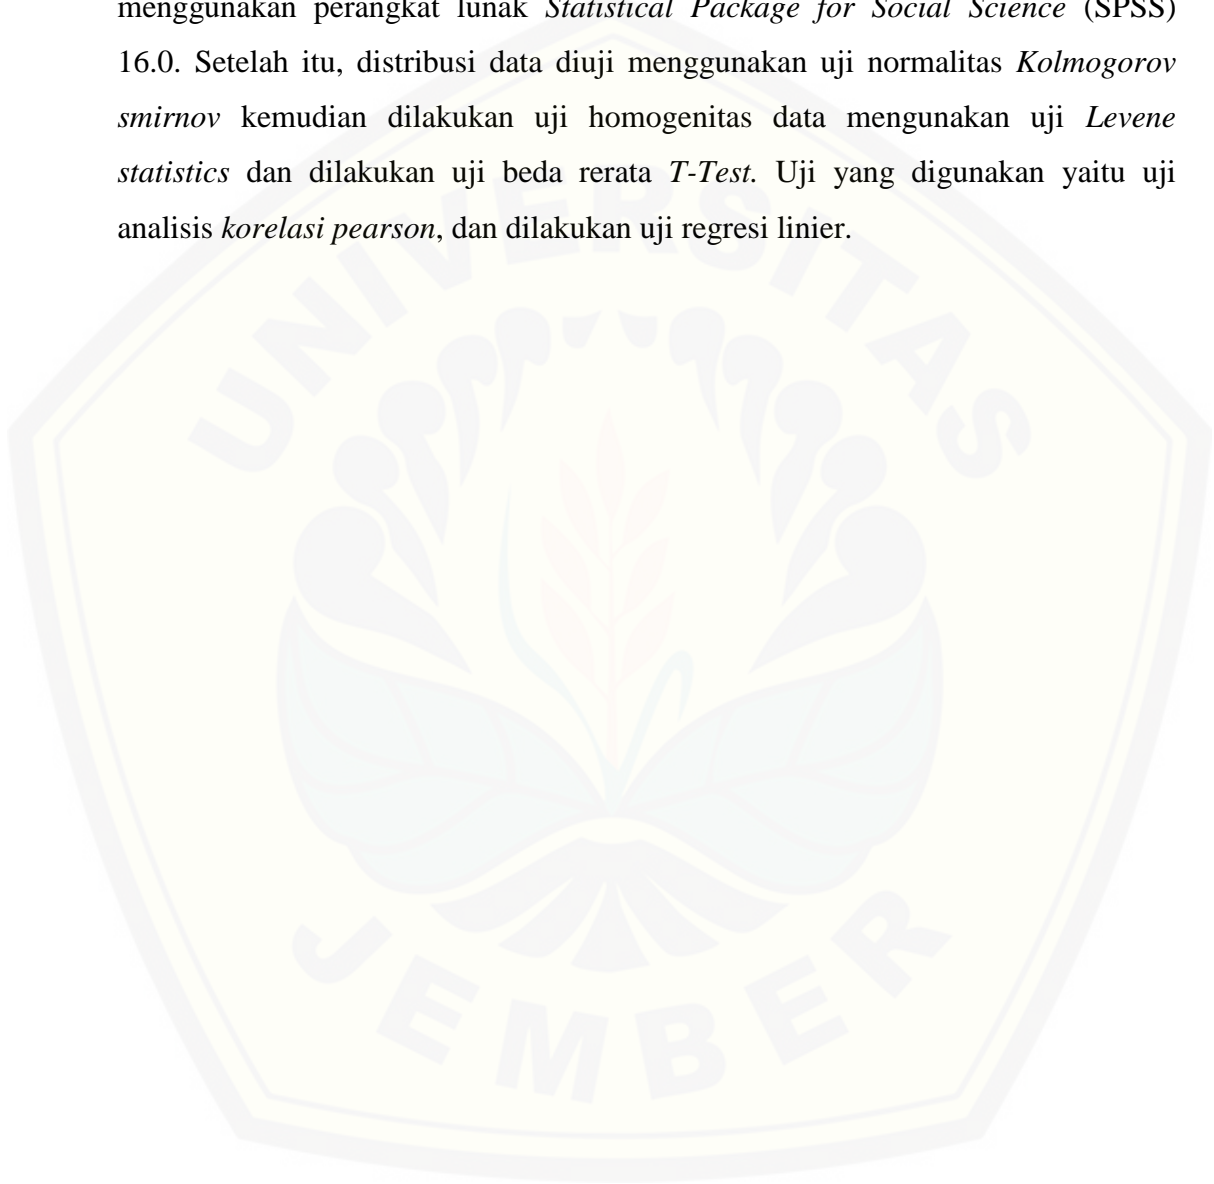 menggunakan perangkat lunak Statistical Package for Social Science (SPSS)
16.0. Setelah itu, distribusi data diuji menggunakan uji normalitas Kolmogorov
smirnov kemudian dilakukan uji homogenitas data mengunakan uji Levene
statistics dan dilakukan uji beda rerata T-Test. Uji yang digunakan yaitu uji
analisis korelasi pearson, dan dilakukan uji regresi linier.
UNIVERSITAS
JEMBER